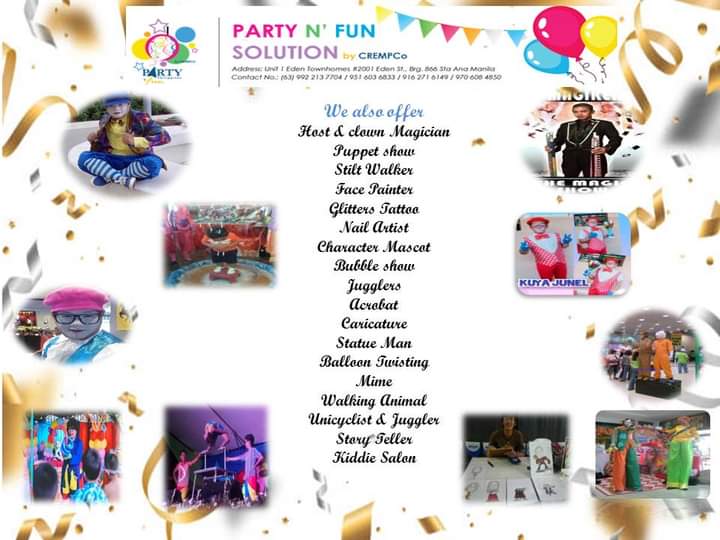 PARTY N' FUN
SOLUTION by CREMPCo
Address: Unit 1 Eden Townhomes #2001 Eden St., Brg. 866 Sta Ana Manila
Contact No.: (63) 992 213 7704 / 951 603 6833 / 916 271 6149 / 970 608 4850
PARTY
We also offer
Host & clown Magician
Puppet show
Stilt Walker
Face Painter
Glitters Tattoo
Nail Artist
Character Mascot
Bubble show
Jugglers
Acrobat
Caricature
Statue Man
Balloon Twisting
Mime
Walking Animal
Unicyclist & Juggler
Story Teller
Kiddie Salon
KUYA JUNEL